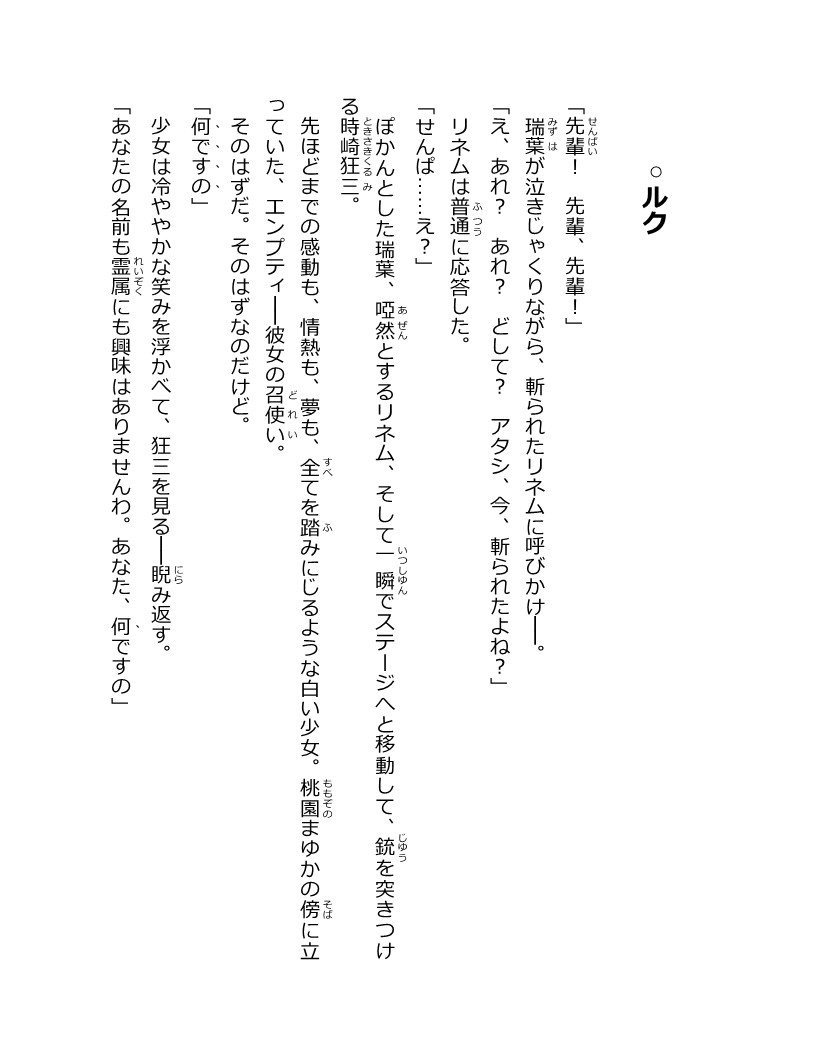 ○ルク
「先輩！　先輩、先輩！」
瑞葉が泣きじゃくりながら、斬られたリネムに呼びかけ――。
「え、あれ？　あれ？　どして？　アタシ、今、斬られたよね？」
リネムは普通に応答した。
「せんぱ……え？」
ぽかんとした瑞葉、啞然とするリネム、そして一瞬でステージへと移動して、銃を突きつけ
る時崎狂三。
先ほどまでの感動も、情熱も、夢も、全てを踏みにじるような白い少女。桃園まゆかの傍に立
っていた、エンプティ――彼女の召使い。
そのはずだ。そのはずなのだけど。
「何ですの」
少女は冷ややかな笑みを浮かべて、狂三を見る――睨み返す。
「あなたの名前も霊属にも興味はありませんわ。あなた、何ですの」